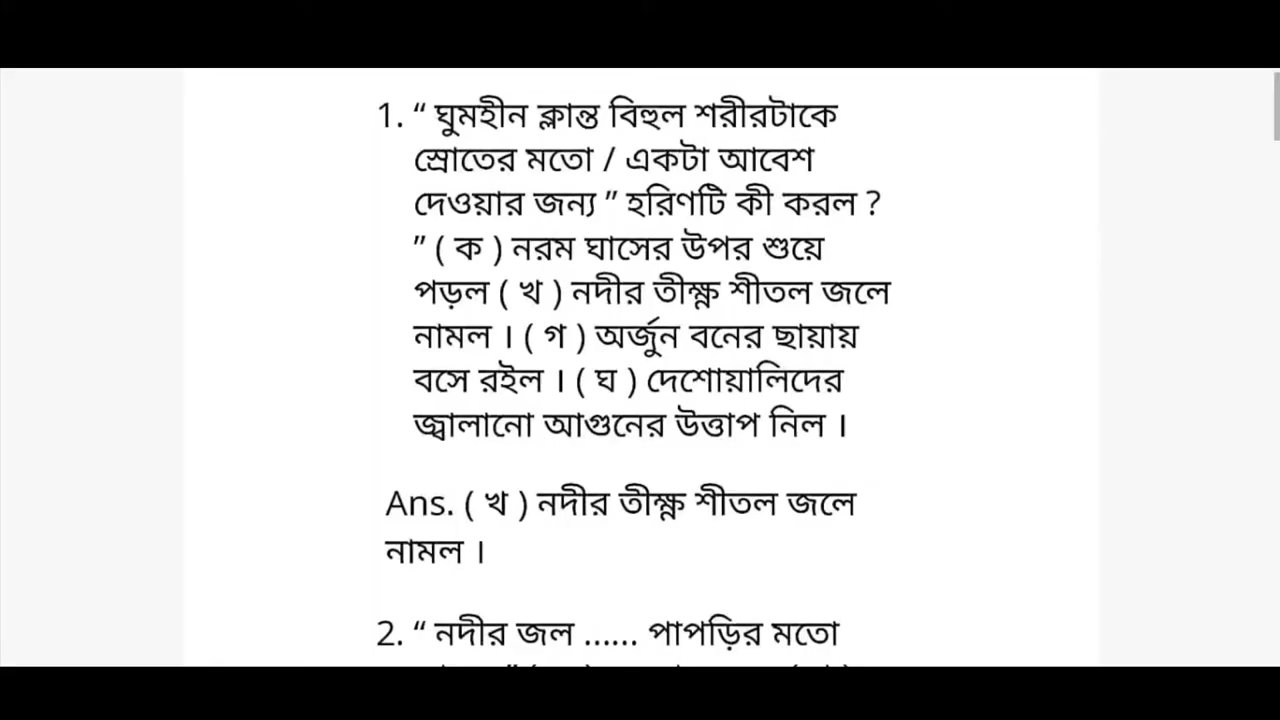 1. “ ঘুমহীন ক্লান্ত বিহুল শরীরটাকে
স্রোতের মতো / একটা আবেশ
দেওয়ার জন্য ” হরিণটি কী করল ?
” ( ক ) নরম ঘাসের উপর শুয়ে
পড়ল ( খ ) নদীর তীক্ষ্ণ শীতল জলে
নামল । ( গ ) অর্জুন বনের ছায়ায়
বসে রইল । ( ঘ ) দেশোয়ালিদের
জ্বালানো আগুনের উত্তাপ নিল ।
Ans. ( খ ) নদীর তীক্ষ্ণ শীতল জলে
নামল ।
2. “ নদীর জল ...... পাপড়ির মতো